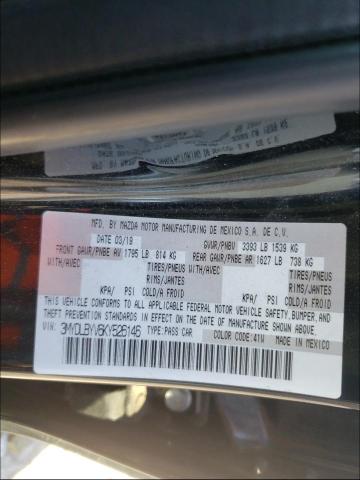 MFD. BY MAZDA MOTOR MANUFACTURING DE MEXICO S.A. DE C.V.
DATE: 03/19 GVWR/PNBV 3393 LB 1539 KG
FRONT GAWR/PNBE AV 1795 LB 814 KG REAR GAWR/PNBE AR 1627 LB 738 KG
WITH/AVEC TIRES/PNEUS WITH/AVEC TIRES/PNEUS
RIMS/JANTES RIMS/JANTES
KPA/ PSI COLD/A FROID KPA/ PSI COLD/A FROID
THIS VEHICLE CONFORMS TO ALL APPLICABLE FEDERAL MOTOR VEHICLE SAFETY, BUMPER, AND
THEFT PREVENTION STANDARDS IN EFFECT ON THE DATE OF MANUFACTURE SHOWN ABOVE.
VIN: 3MYDLBYV6KY526146 TYPE: PASS CAR COLOR CODE: 41W MADE IN MEXICO